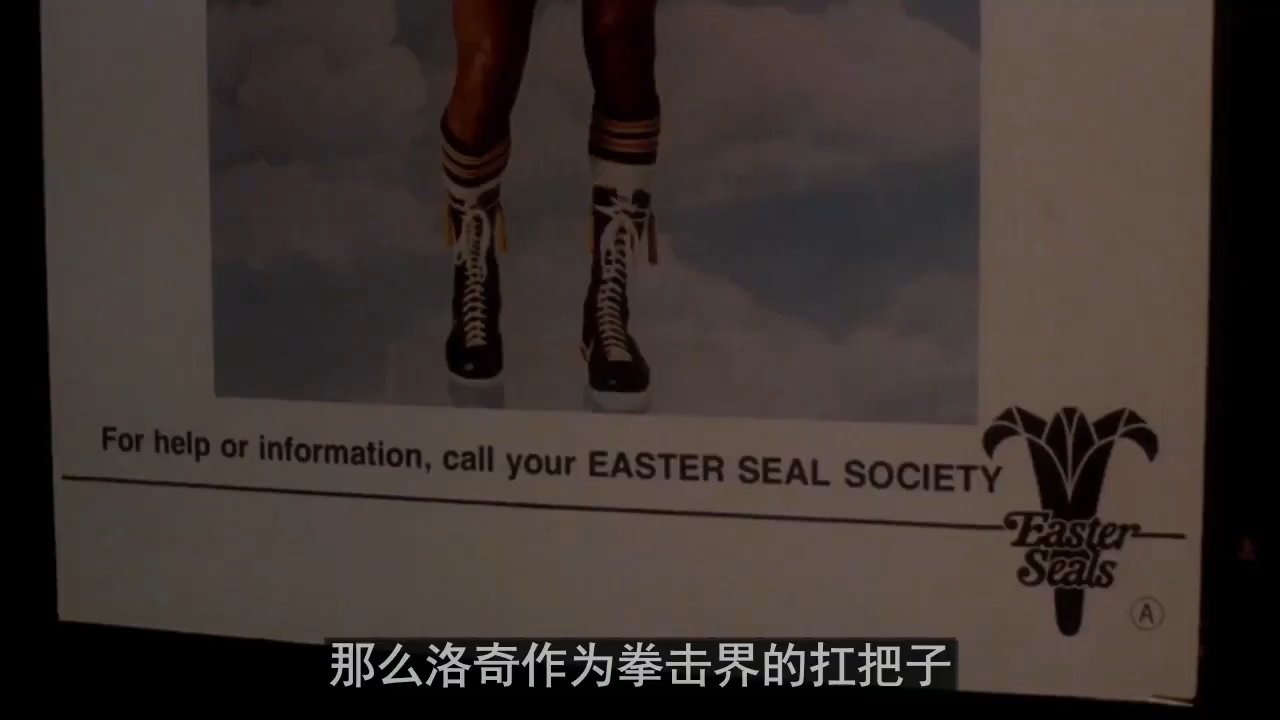 For help or information, call your EASTER SEAL SOCIETY
Easter
Seals
A
那么洛奇作为拳击界的扛把子